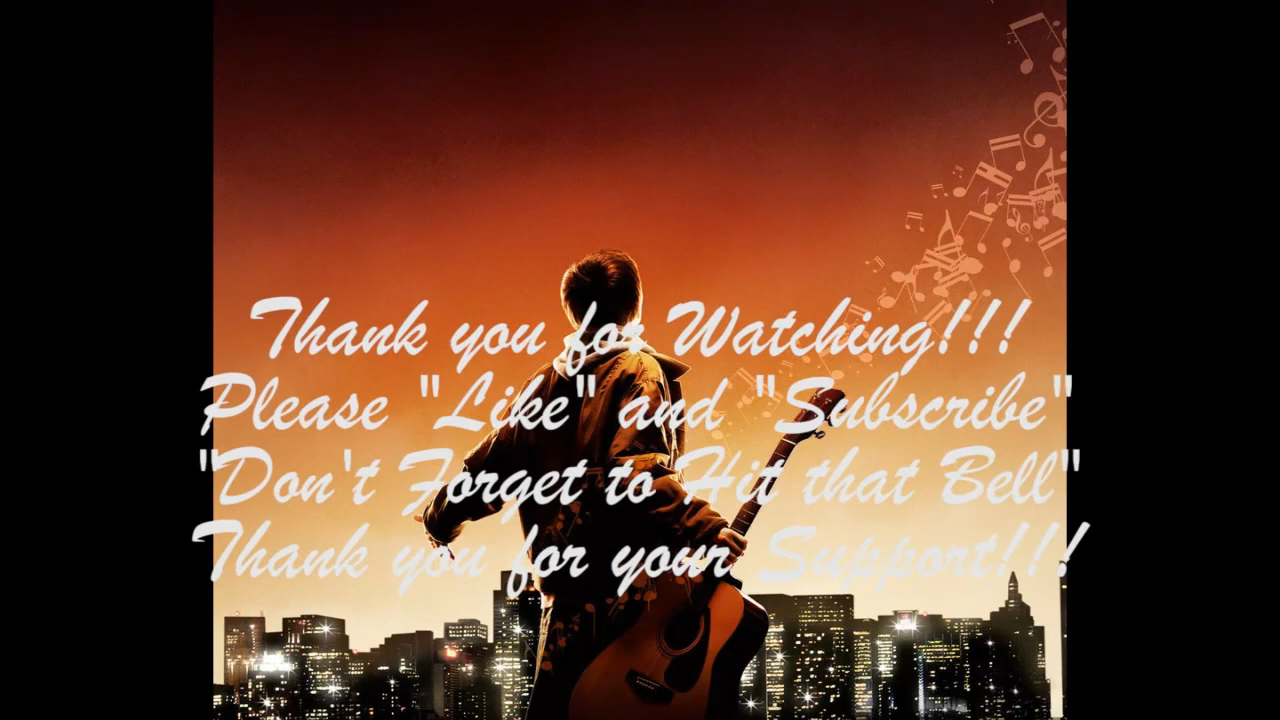 Thank you for Watching!!!
Please "Like" and "Subscribe"
"Don't Forget to Hit that Bell"
Thank you for your Support!!!